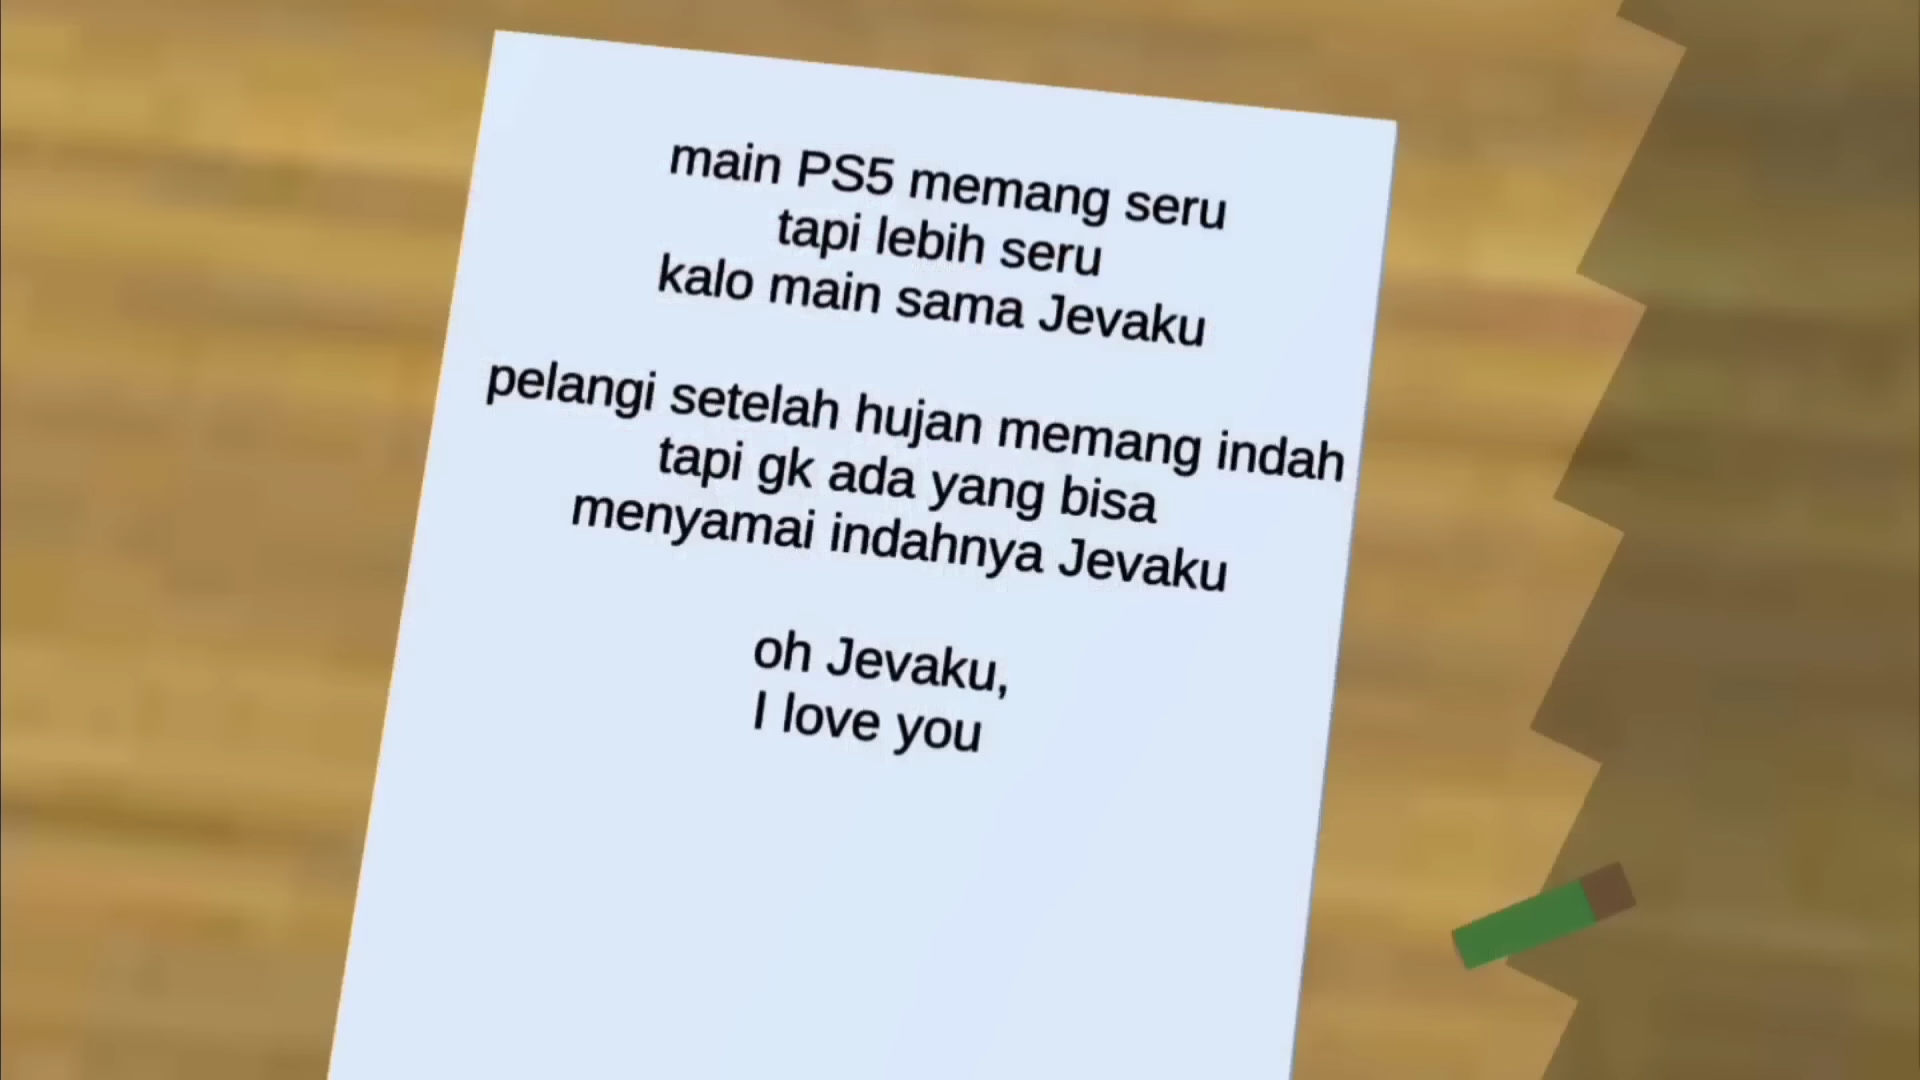 main PS5 memang seru
tapi lebih seru
kalo main sama Jevaku
pelangi setelah hujan memang indah
tapi gk ada yang bisa
menyamai indahnya Jevaku
oh Jevaku,
I love you